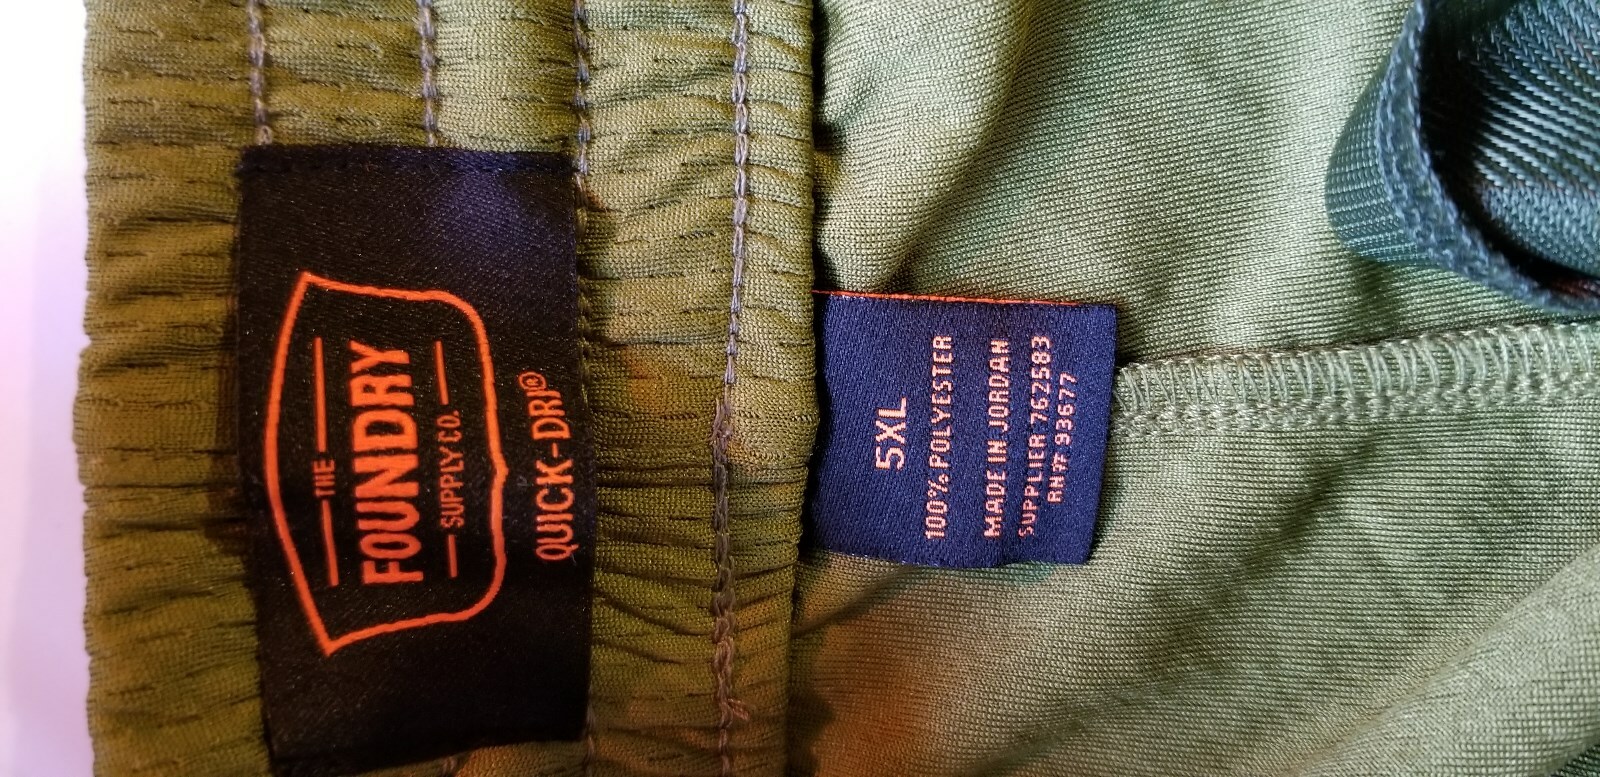 THE
FOUNDRY
SUPPLY CO.
QUICK-DRI®
5XL
100% POLYESTER
MADE IN JORDAN
SUPPLIER 762583
RN# 93677